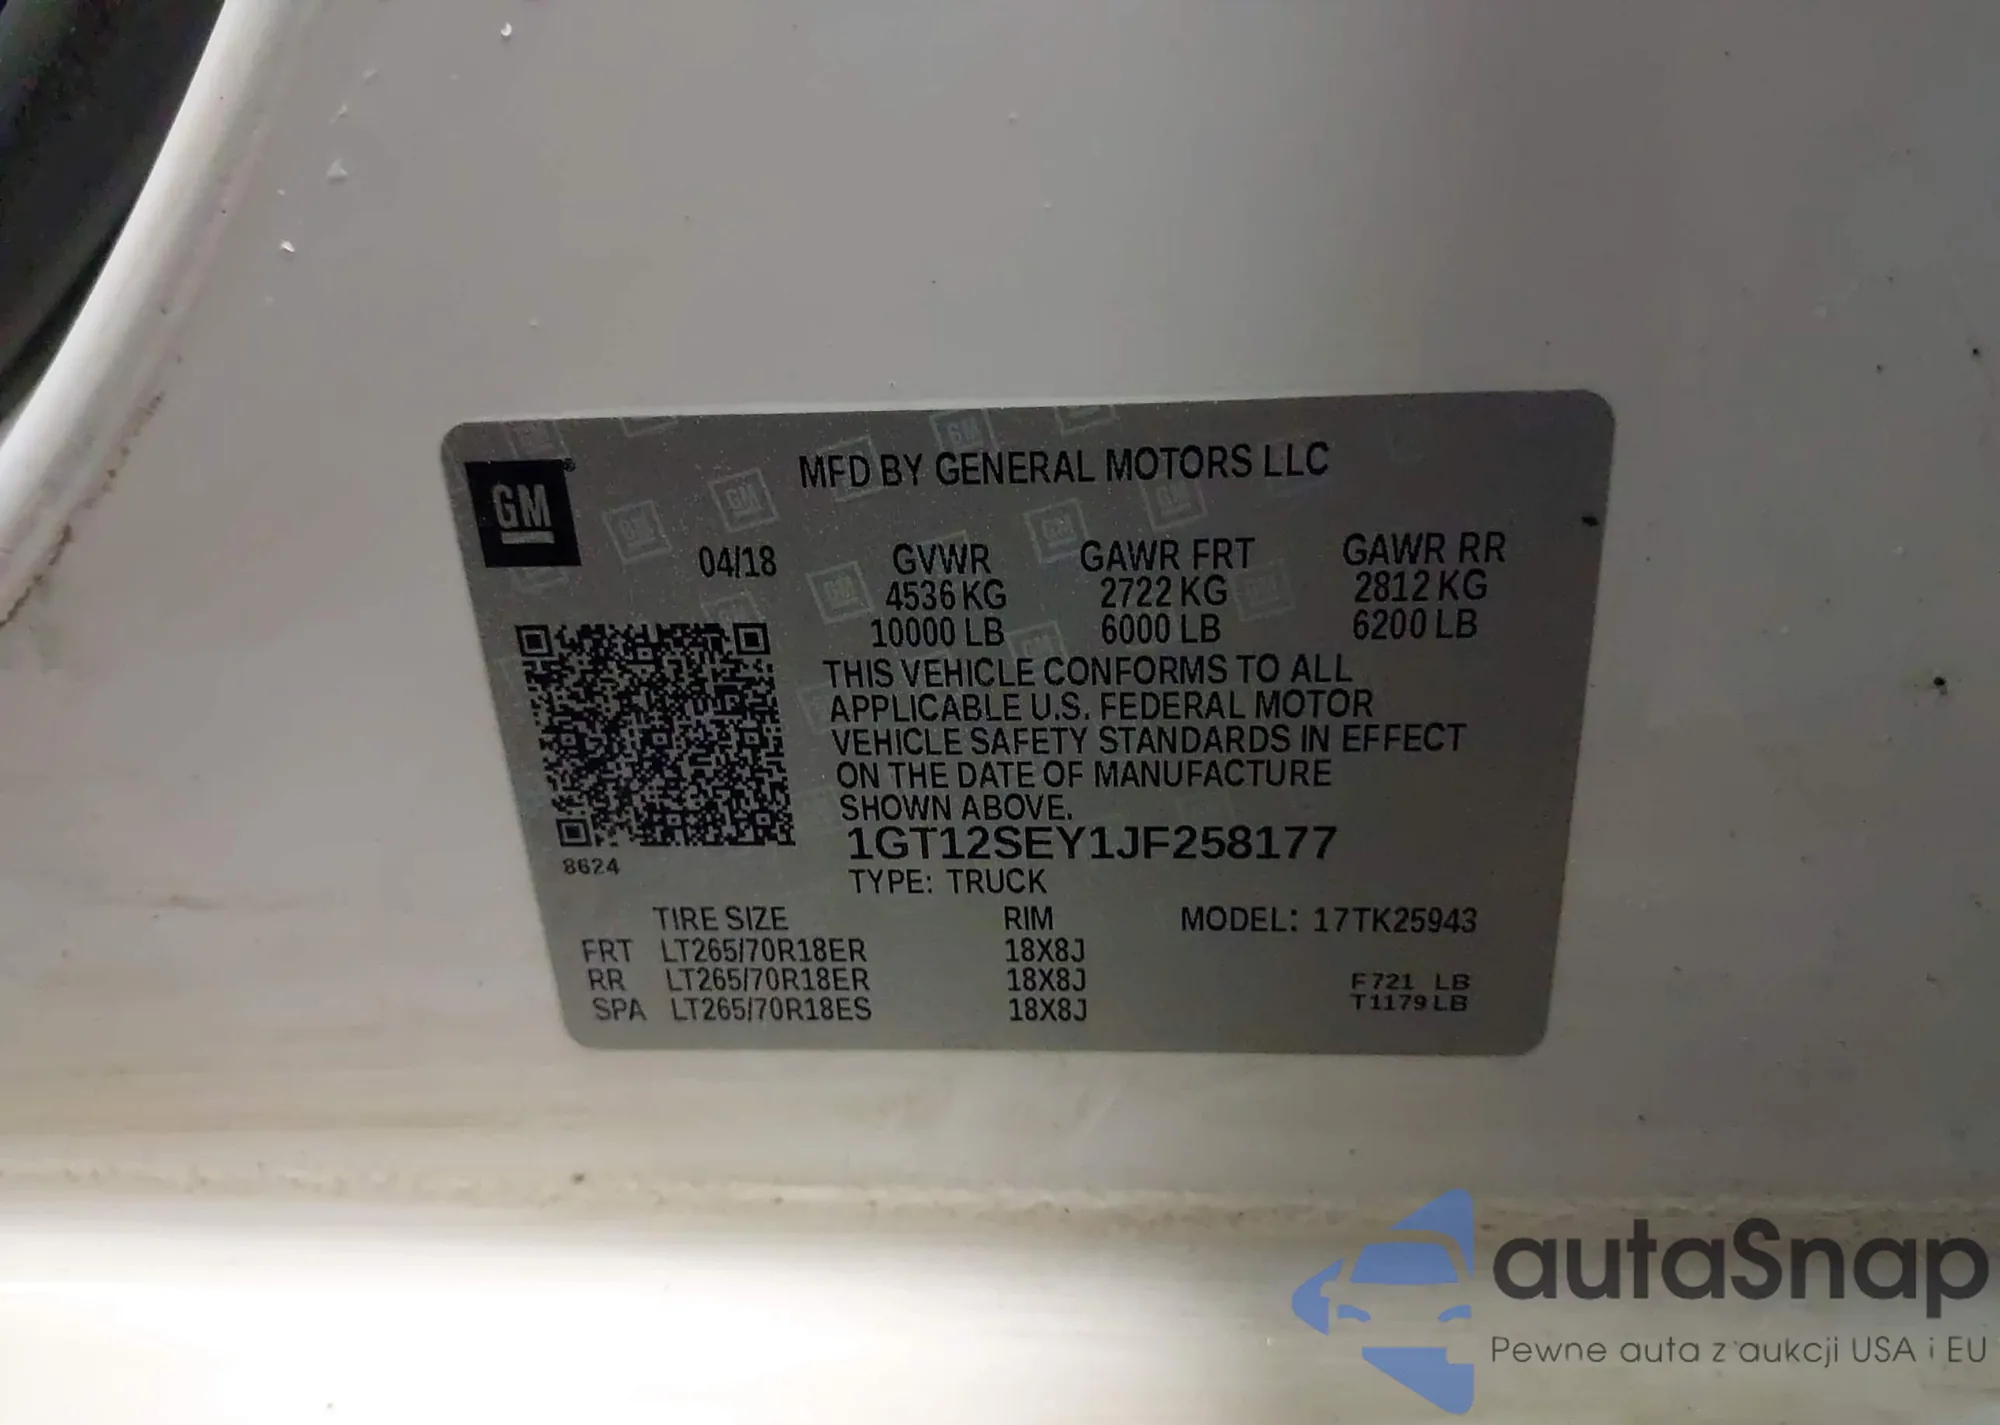 GM
MFD BY GENERAL MOTORS LLC
04/18 GVWR GAWR FRT GAWR RR
4536 KG 2722 KG 2812 KG
10000 LB 6000 LB 6200 LB
THIS VEHICLE CONFORMS TO ALL
APPLICABLE U.S. FEDERAL MOTOR
VEHICLE SAFETY STANDARDS IN EFFECT
ON THE DATE OF MANUFACTURE
SHOWN ABOVE.
1GT12SEY1JF258177
8624
TYPE: TRUCK
TIRE SIZE RIM MODEL: 17TK25943
FRT LT265/70R18ER 18X8J
RR LT265/70R18ER 18X8J F721 LB
SPA LT265/70R18ES 18X8J T1179LB
autaSnap
Pewne auta z aukcji USA i EU